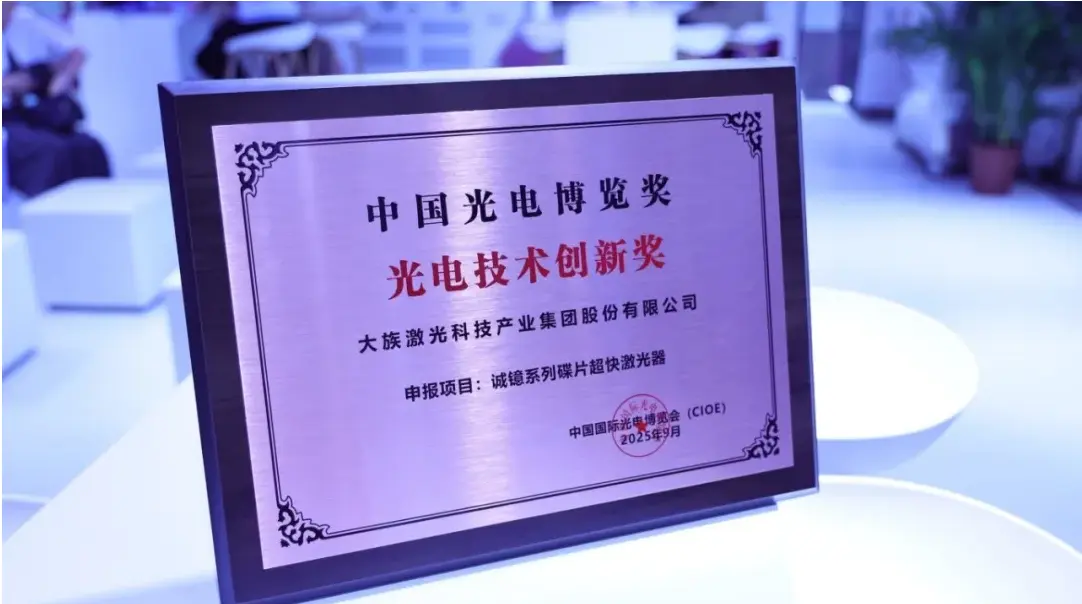 中国光电博览奖
光电技术创新奖
大族激光科技产业集团股份有限公司
申报项目：诚镱系列碟片超快激光器
中国国际光电博览会（CIOE）
2025年9月